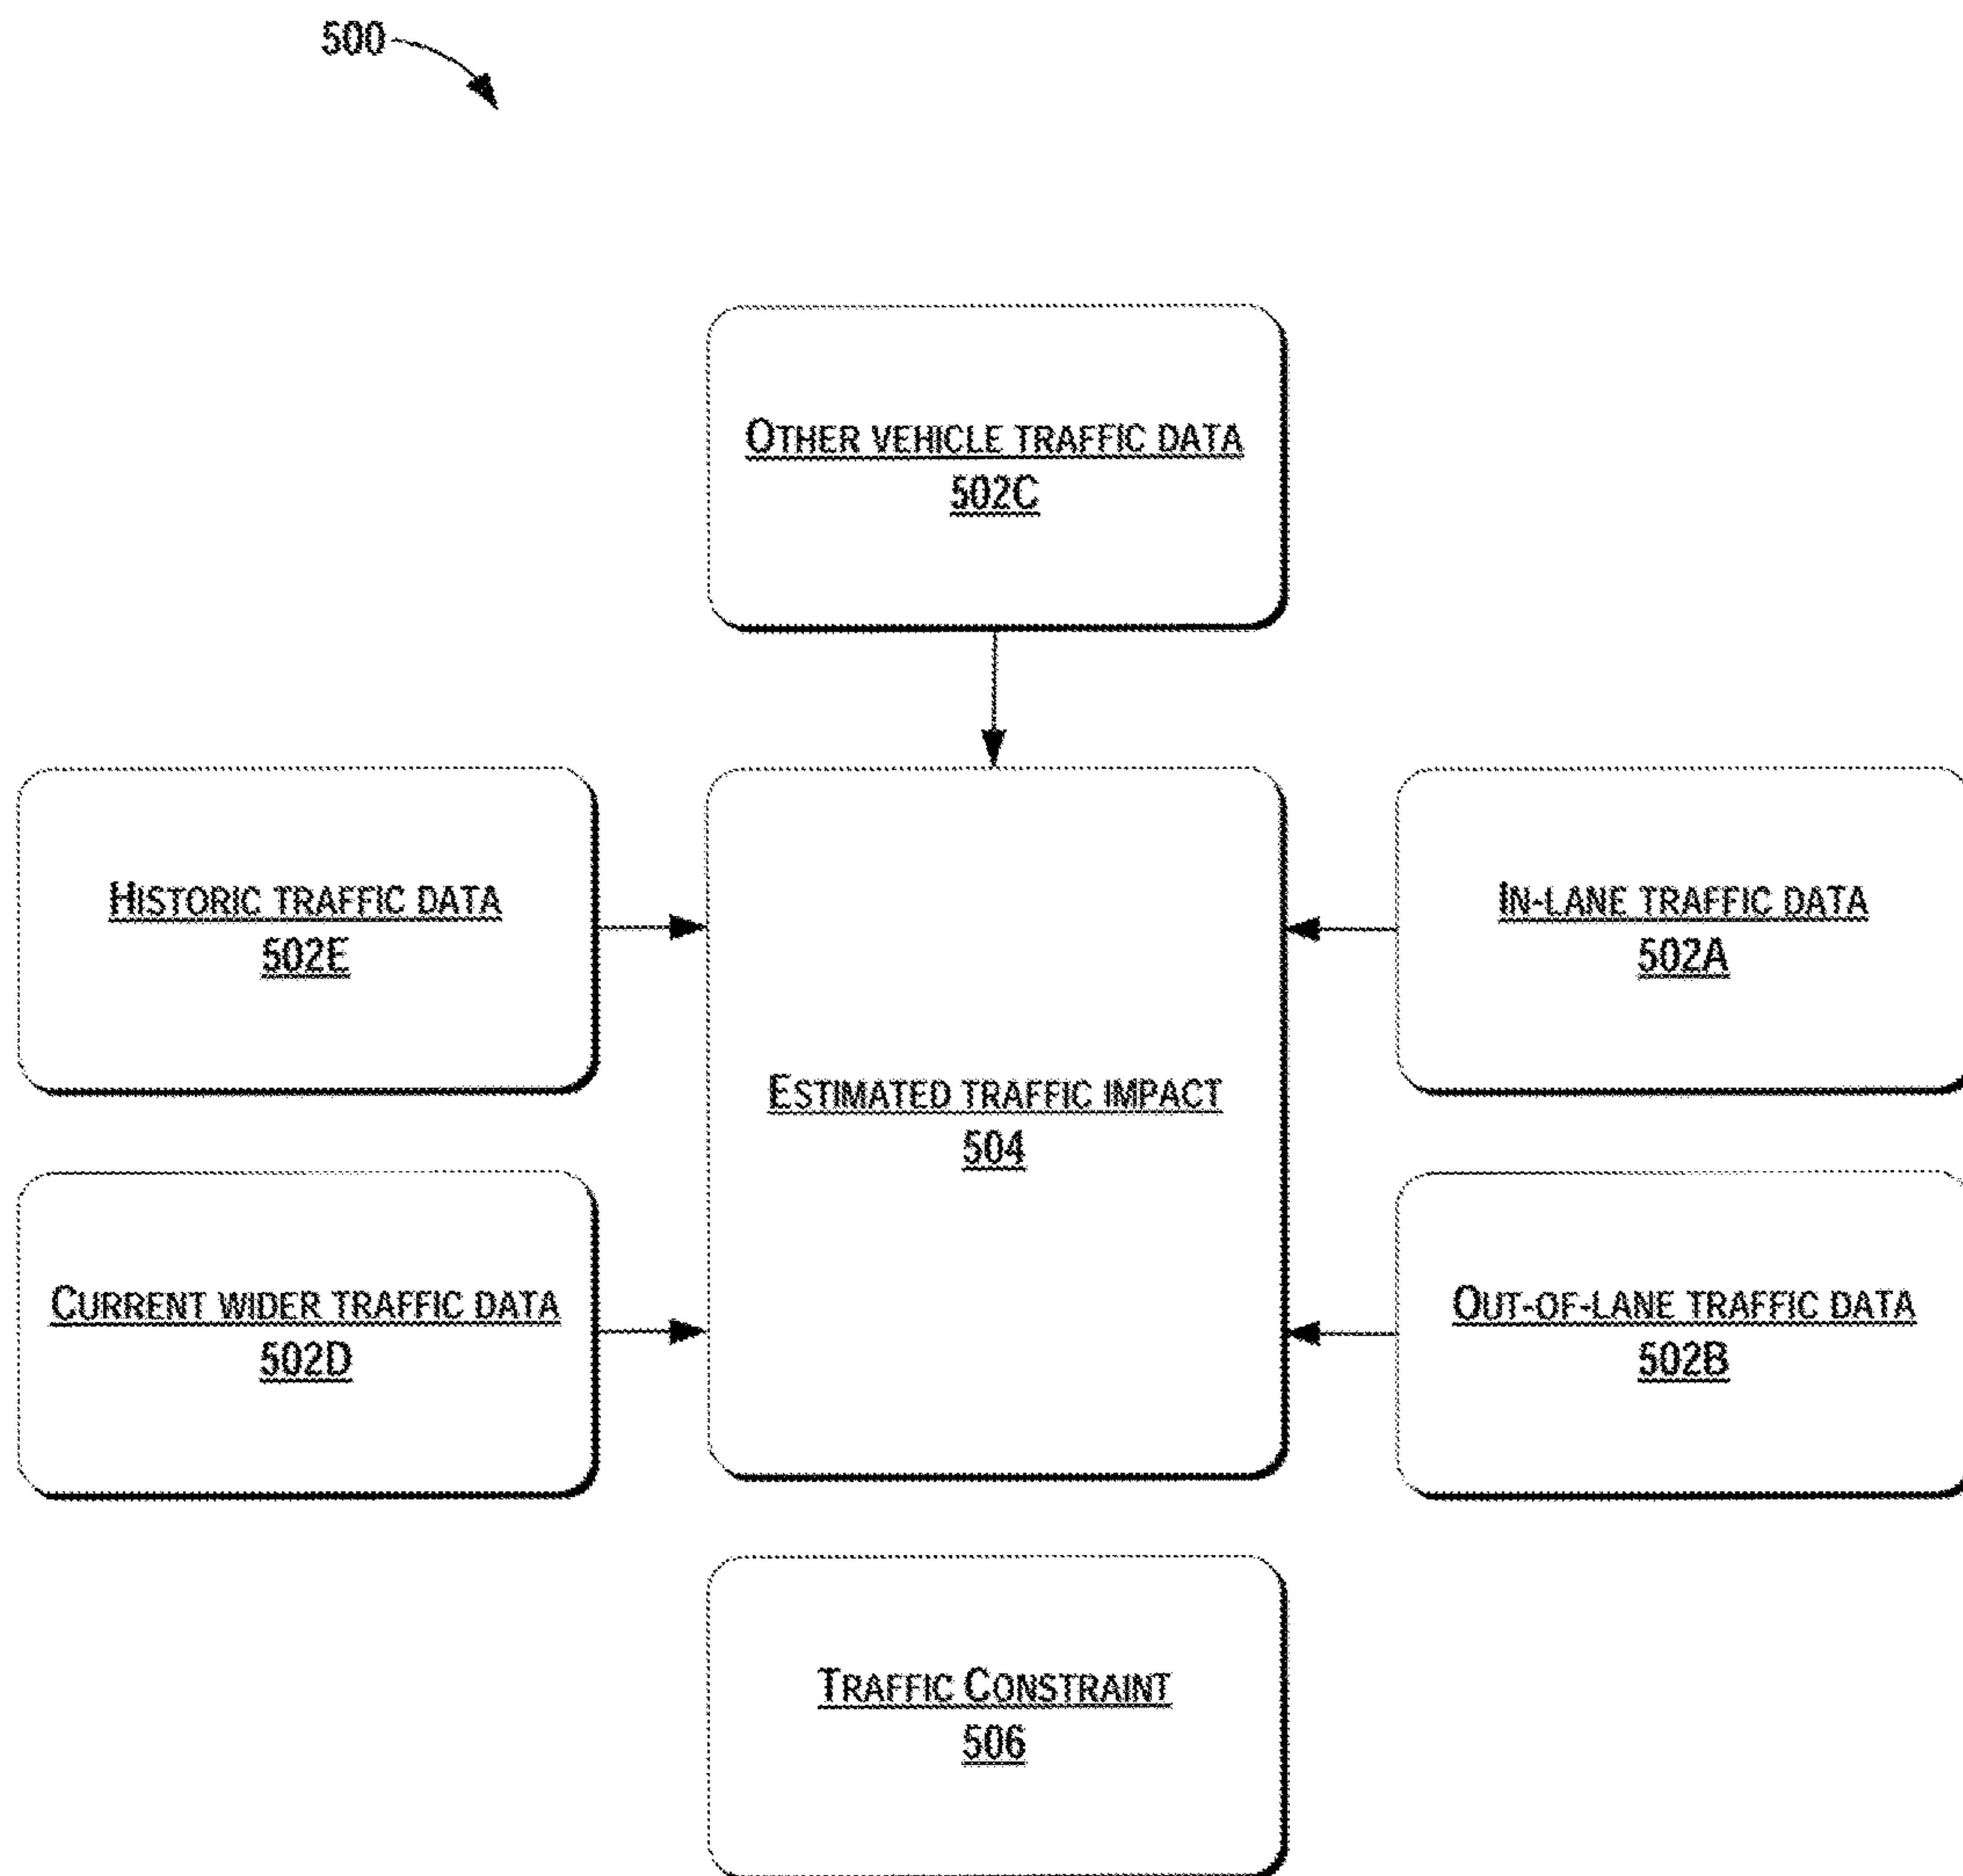 500
OTHER VEHICLE TRAFFIC DATA
502C
HISTORIC TRAFFIC DATA
502E
IN-LANE TRAFFIC DATA
502A
ESTIMATED TRAFFIC IMPACT
504
CURRENT WIDER TRAFFIC DATA
502D
OUT-OF-LANE TRAFFIC DATA
502B
TRAFFIC CONSTRAINT
506